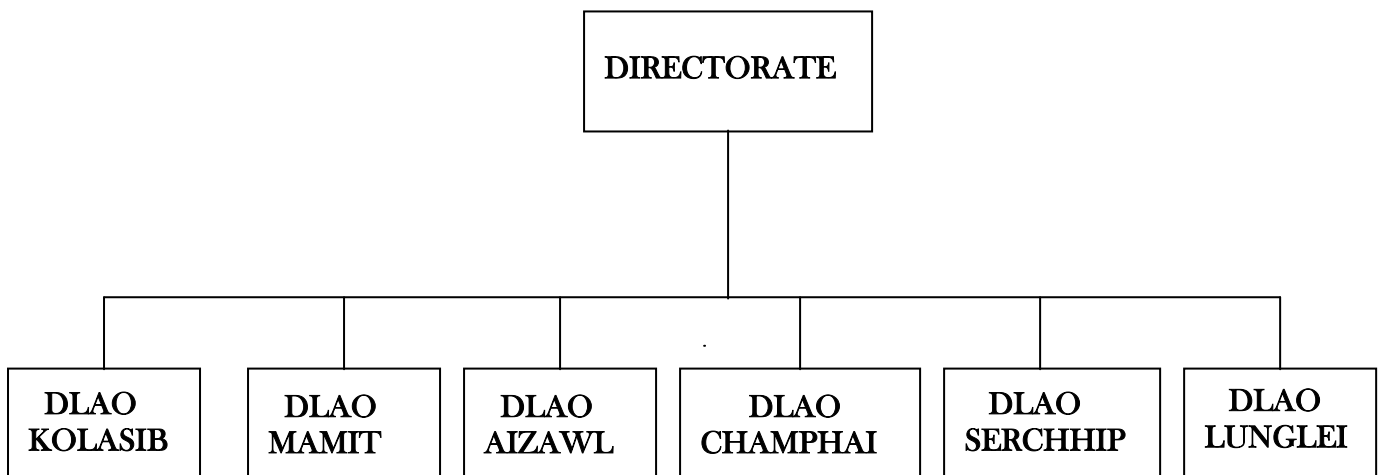 DIRECTORATE
DLAO
KOLASIB
DLAO
MAMIT
DLAO
AIZAWL
DLAO
CHAMPHAI
DLAO
SERCHHIP
DLAO
LUNGLEI